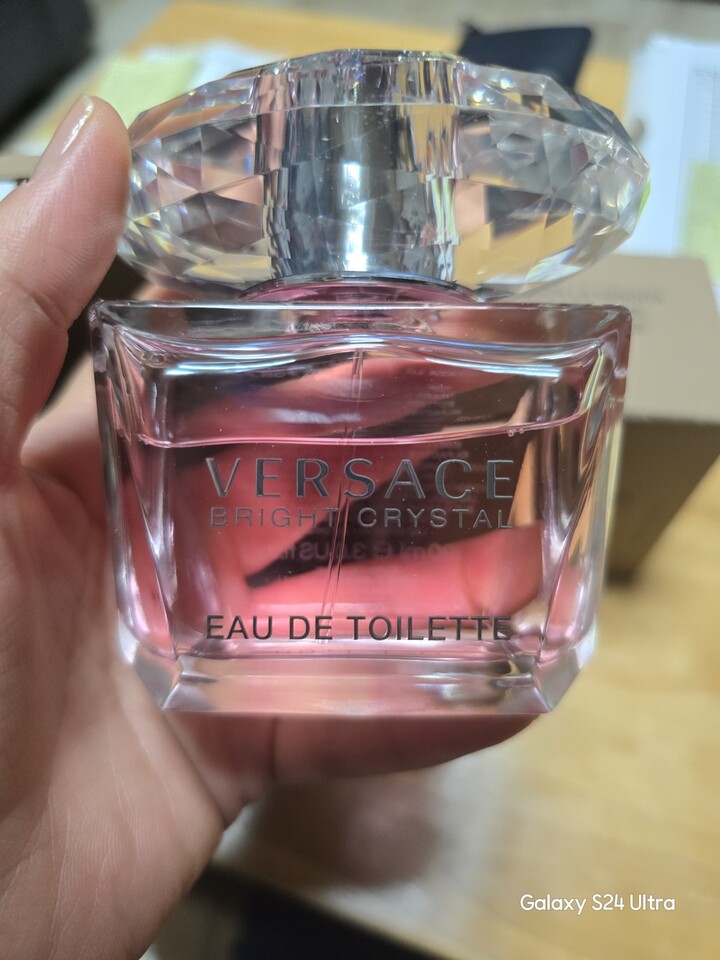 VERSACE
BRIGHT CRYSTAL
EAU DE TOILETTE
Galaxy S24 Ultra